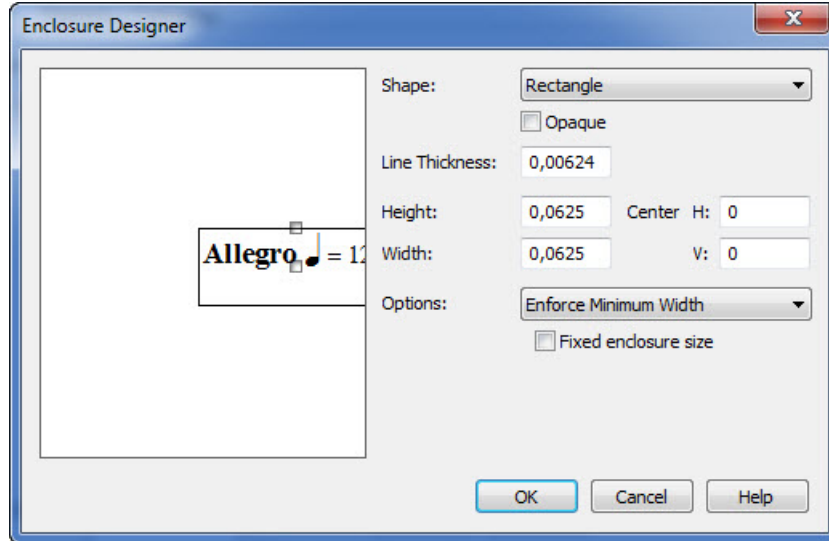 Enclosure Designer
Shape: Rectangle
Opaque
Line Thickness: 0,00624
Height: 0,0625 Center H: 0
Allegro ♩ = 12
Width: 0,0625 V: 0
Options: Enforce Minimum Width
Fixed enclosure size
OK Cancel Help